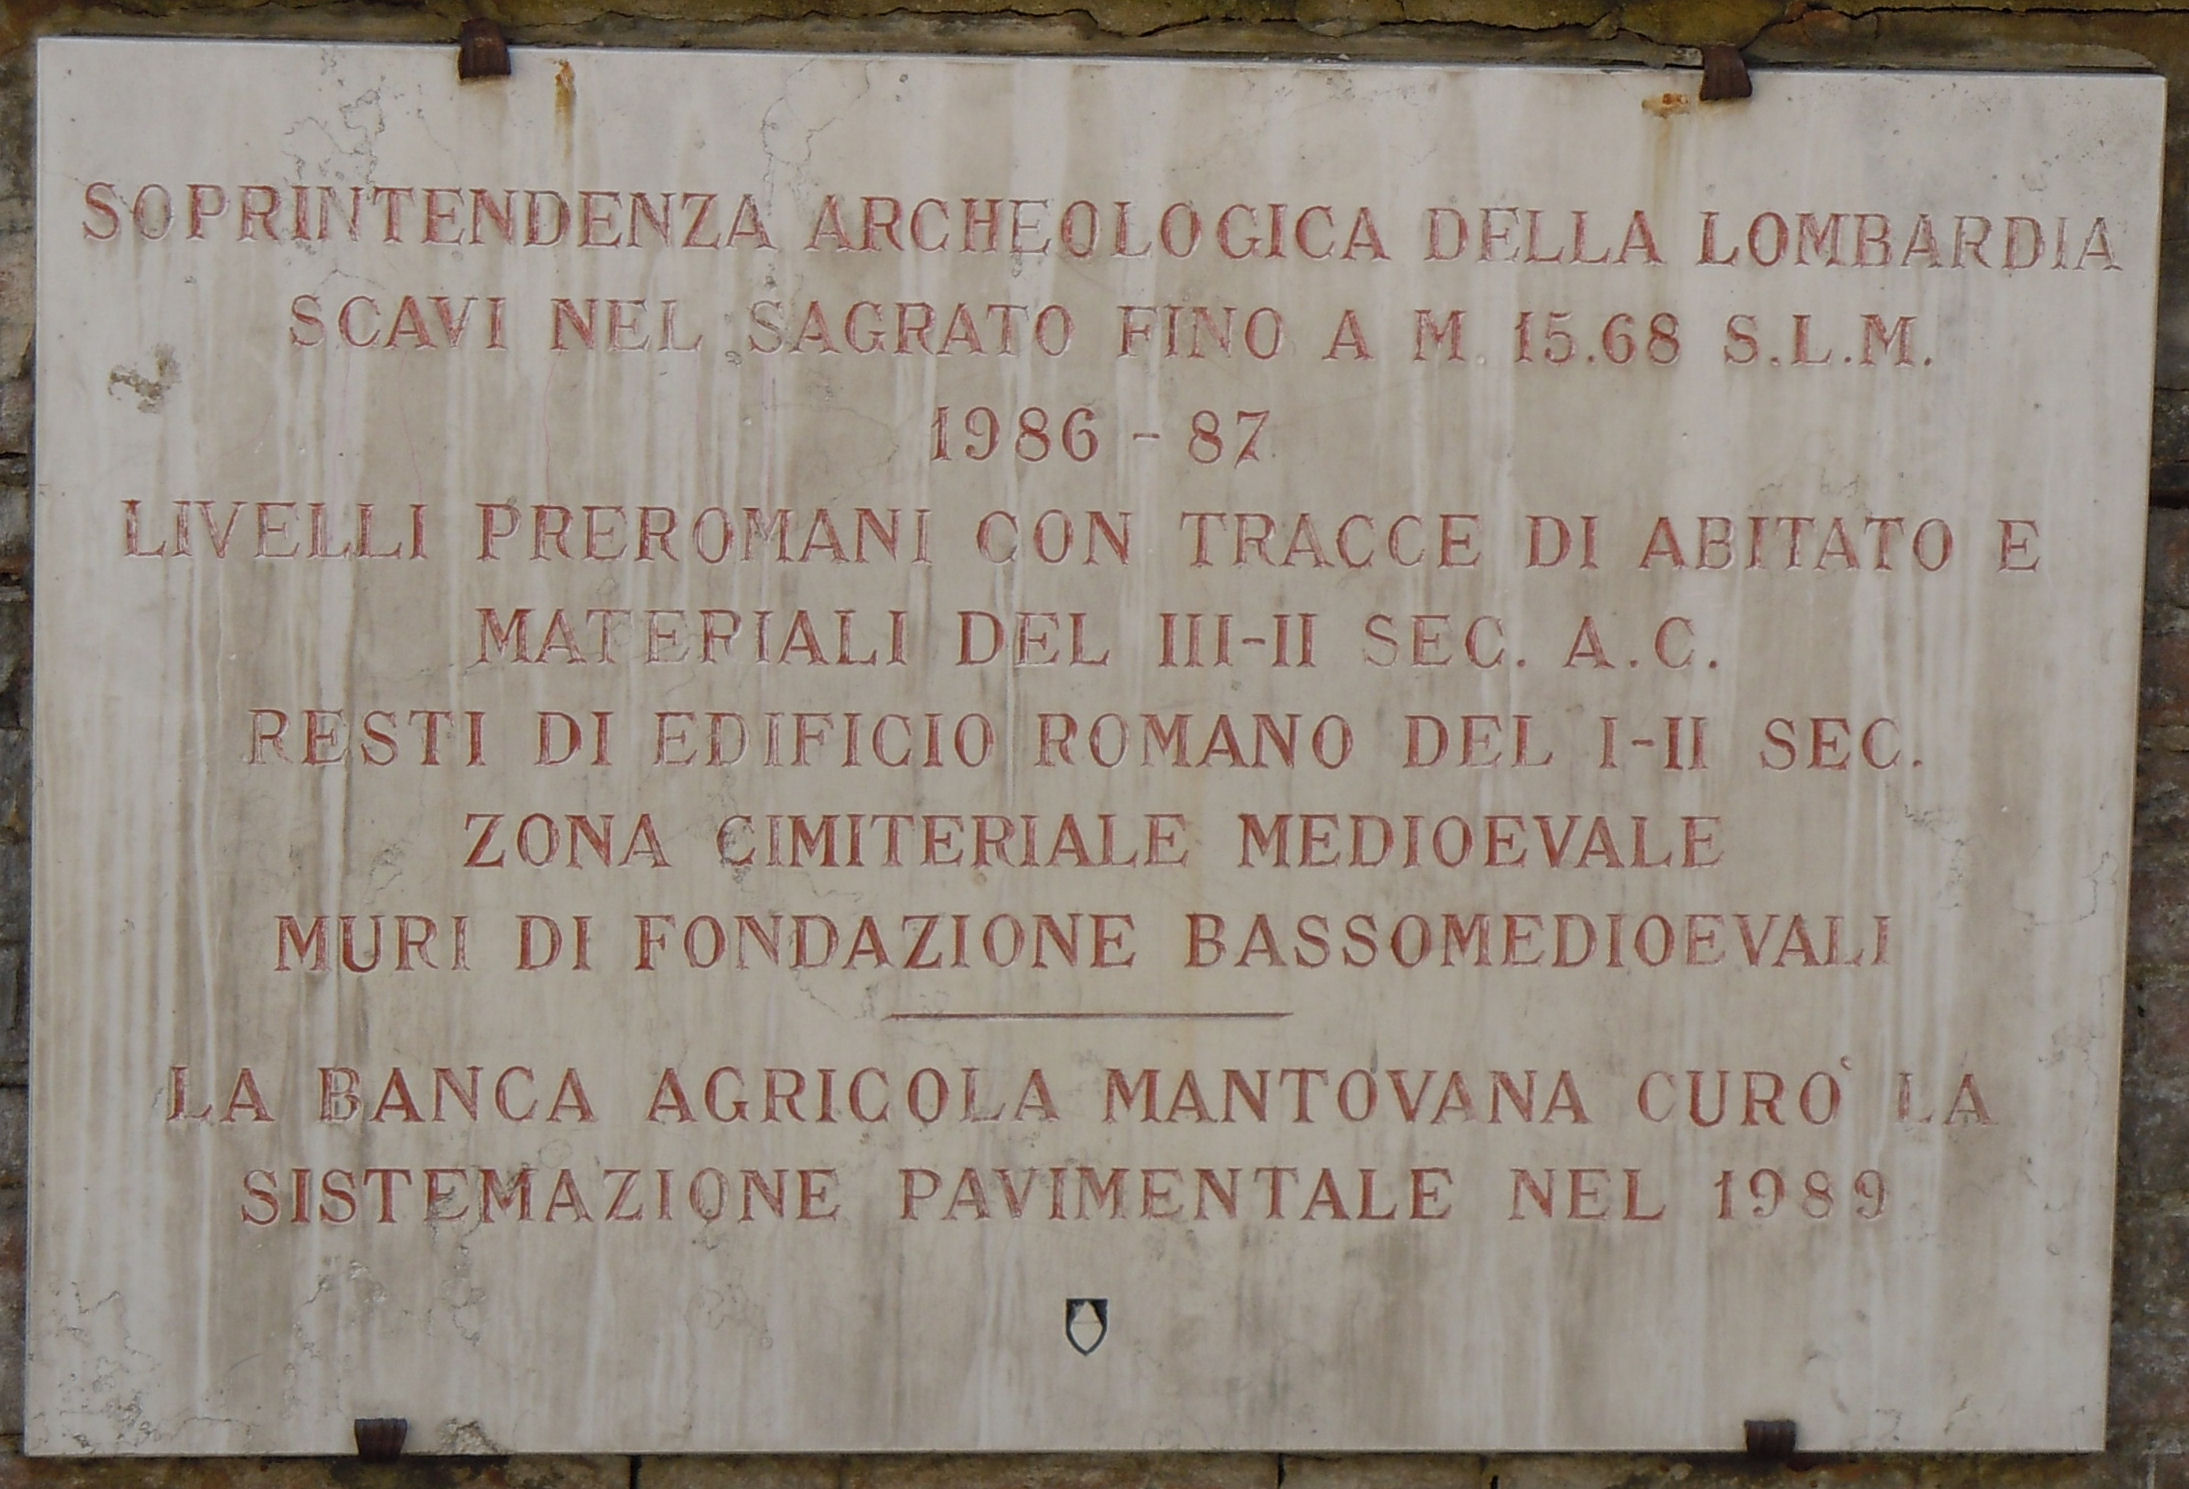 SOPRINTENDENZA ARCHEOLOGICA DELLA LOMBARDIA
SCAVI NEL SAGRATO FINO A M. 15.68 S.L.M.
1986 - 87
LIVELLI PREROMANI CON TRACCE DI ABITATO E
MATERIALI DEL III-II SEC. A.C.
RESTI DI EDIFICIO ROMANO DEL I-II SEC.
ZONA CIMITERIALE MEDIOEVALE
MURI DI FONDAZIONE BASSOMEDIOEVALI
LA BANCA AGRICOLA MANTOVANA CURO' LA
SISTEMAZIONE PAVIMENTALE NEL 1989